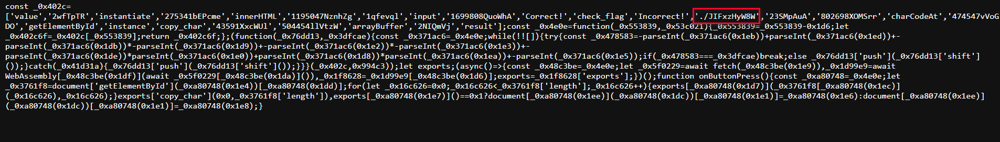 const _0x402c=
['value','2wfTpTR','instantiate','275341bEPcme','innerHTML','1195047NznhZg','1qfevql','input','1699808QuoWhA','Correct!','check_flag','Incorrect!','./JIFxzHyW8W','23SMpAuA','802698XOMSrr','charCodeAt','474547vVoG
DO','getElementById','instance','copy_char','43591XxcWUl','504454llVtzW','arrayBuffer','2NIQmVj','result'];const _0x4e0e=function(_0x553839,_0x53c021){_0x553839=_0x553839-0x1d6;let
_0x402c6f=_0x402c[_0x553839];return _0x402c6f;};(function(_0x76dd13,_0x3dfcae){const _0x371ac6=_0x4e0e;while(!![]){try{const _0x478583=-parseInt(_0x371ac6(0x1eb))+parseInt(_0x371ac6(0x1ed))+-
parseInt(_0x371ac6(0x1db))*-parseInt(_0x371ac6(0x1d9))+-parseInt(_0x371ac6(0x1e2))*-parseInt(_0x371ac6(0x1e3))+-
parseInt(_0x371ac6(0x1de))*parseInt(_0x371ac6(0x1e0))+parseInt(_0x371ac6(0x1d8))*parseInt(_0x371ac6(0x1ea))+-parseInt(_0x371ac6(0x1e5));if(_0x478583===_0x3dfcae)break;else _0x76dd13['push'](_0x76dd13['shift']
());}catch(_0x41d31a){_0x76dd13['push'](_0x76dd13['shift']());}}}(_0x402c,0x994c3));let exports;(async()=>{const _0x48c3be=_0x4e0e;let _0x5f0229=await fetch(_0x48c3be(0x1e9)),_0x1d99e9=await
WebAssembly[_0x48c3be(0x1df)](await _0x5f0229[_0x48c3be(0x1da)]()),_0x1f8628=_0x1d99e9[_0x48c3be(0x1d6)];exports=_0x1f8628['exports'];})();function onButtonPress(){const _0xa80748=_0x4e0e;let
_0x3761f8=document['getElementById'](_0xa80748(0x1e4))[_0xa80748(0x1dd)];for(let _0x16c626=0x0;_0x16c626<_0x3761f8['length'];_0x16c626++){exports[_0xa80748(0x1d7)](_0x3761f8[_0xa80748(0x1ec)]
(_0x16c626),_0x16c626);}exports['copy_char'](0x0,_0x3761f8['length']),exports[_0xa80748(0x1e7)]()==0x1?document[_0xa80748(0x1ee)](_0xa80748(0x1dc))[_0xa80748(0x1e1)]=_0xa80748(0x1e6):document[_0xa80748(0x1ee)]
(_0xa80748(0x1dc))[_0xa80748(0x1e1)]=_0xa80748(0x1e8);}